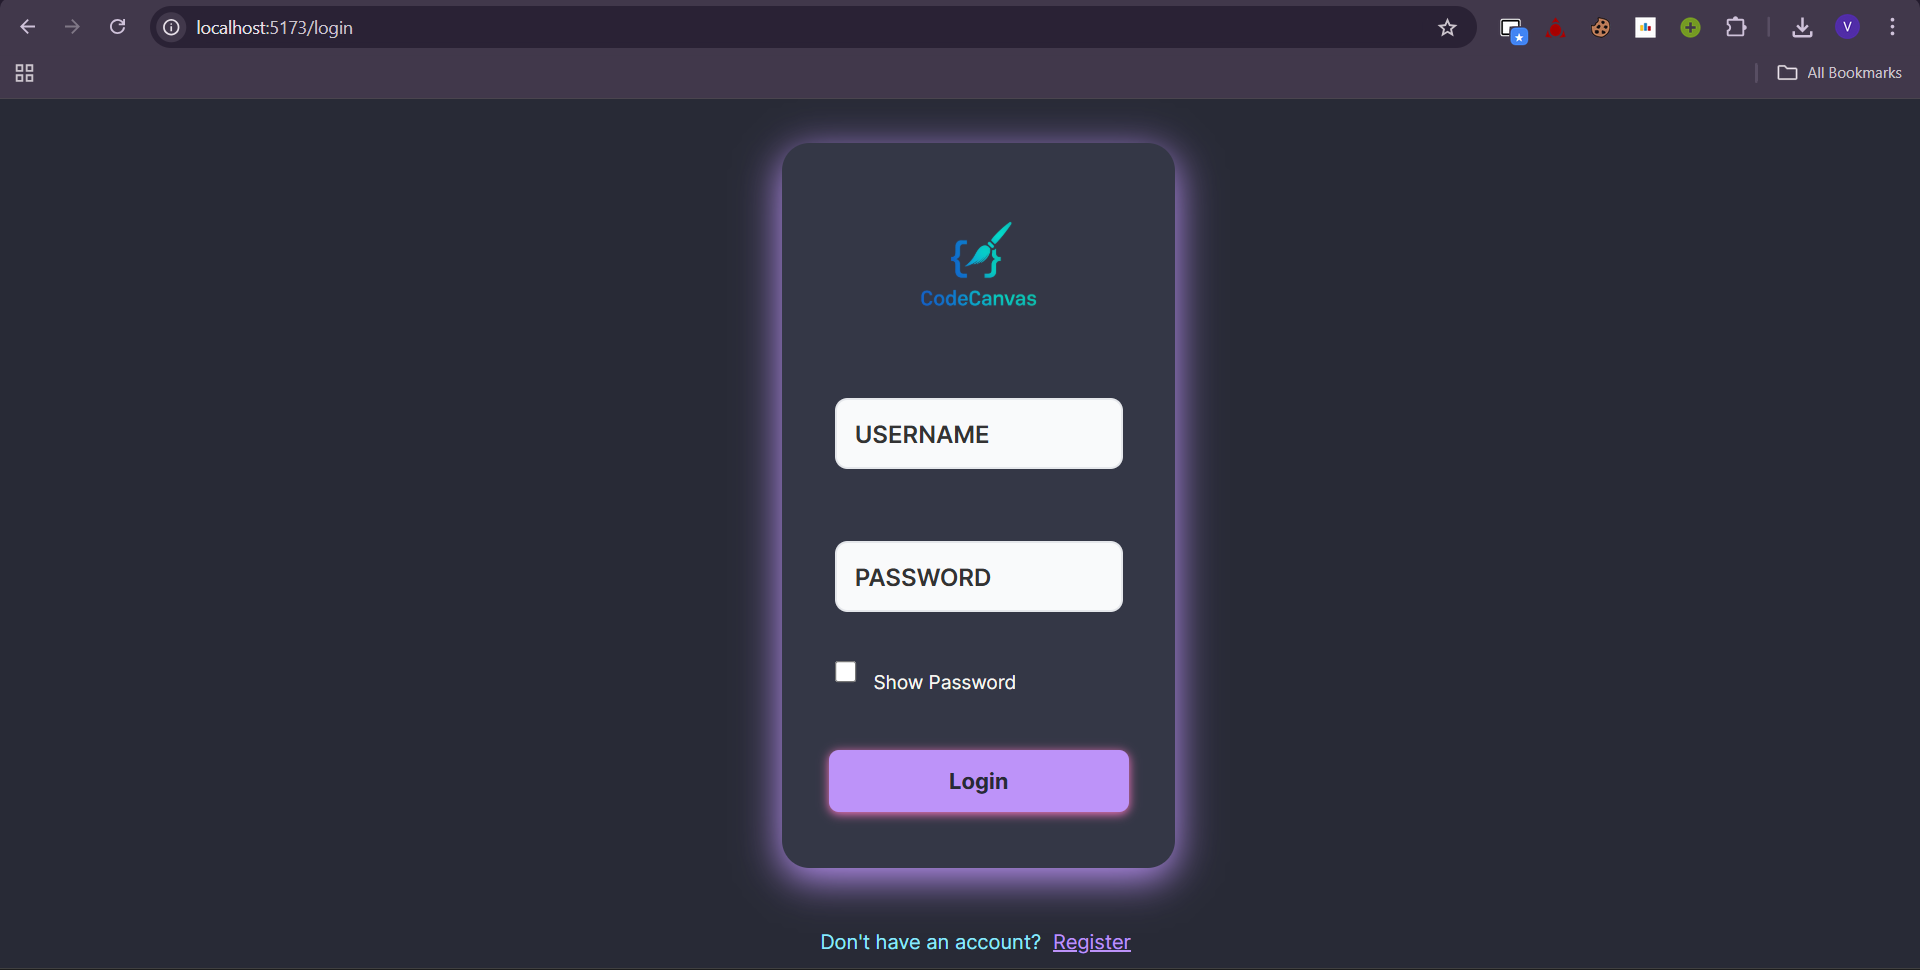 localhost:5173/login
V
All Bookmarks
CodeCanvas
USERNAME
PASSWORD
Show Password
Login
Don't have an account? Register